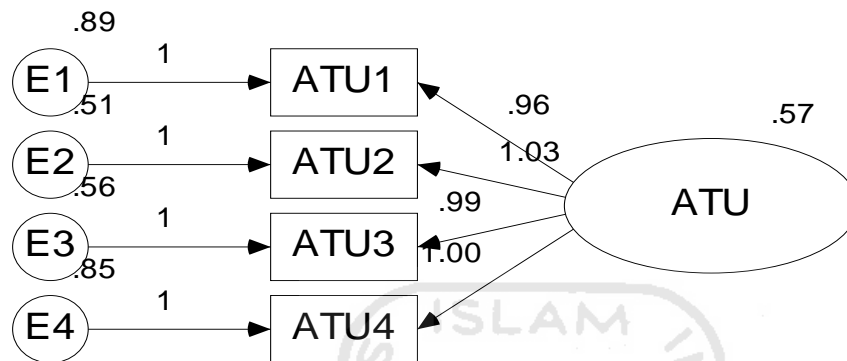 .89
1
E1
ATU1
.96
.57
.51
1
1.03
E2
ATU2
ATU
.56
1
.99
E3
ATU3
.85
1
1.00
E4
ATU4
ISLAM